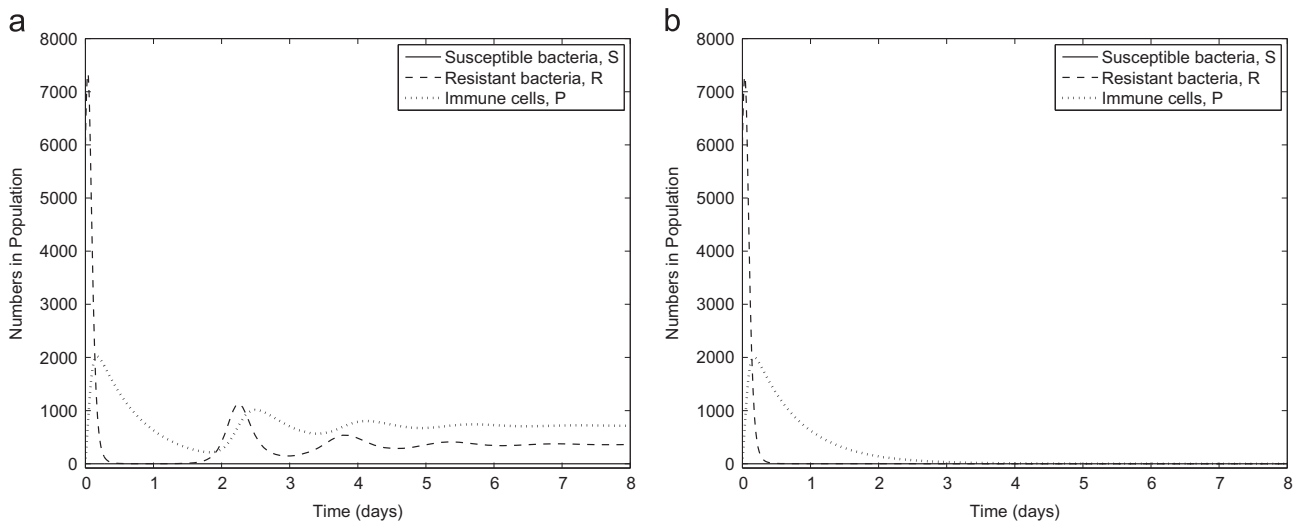 a
8000
7000
6000
5000
4000
3000
2000
1000
0
Numbers in Population
0 1 2 3 4 5 6 7 8
Time (days)
Susceptible bacteria, S
Resistant bacteria, R
Immune cells, P
b
8000
7000
6000
5000
4000
3000
2000
1000
0
Numbers in Population
0 1 2 3 4 5 6 7 8
Time (days)
Susceptible bacteria, S
Resistant bacteria, R
Immune cells, P